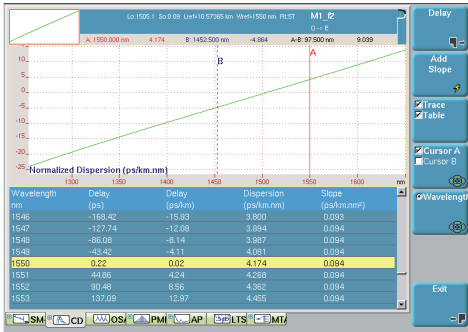 Lo:1505.1 So:0.09 Lref=10.57365 km Wref=1550 nm Fit:5T M1_f2
O -- E
A: 1550.000 nm 4.174 B: 1452.500 nm -4.864 A-B: 97.500 nm 9.039
Delay
Add
Slope
Trace
Table
Cursor A
Cursor B
Wavelength
Exit
A
B
10
5
0
-5
-10
-15
-20
-25
Normalized Dispersion (ps/km.nm)
1300 1350 1400 1450 1500 1550 1600 nm
Wavelength Delay Delay Dispersion Slope
nm (ps) (ps/km) (ps/km.nm) (ps/km.nm²)
1546 -168.42 -15.93 3.800 0.093
1547 -127.74 -12.08 3.894 0.094
1548 -86.08 -8.14 3.987 0.094
1549 -43.42 -4.11 4.081 0.094
1550 0.22 0.02 4.174 0.094
1551 44.86 4.24 4.268 0.094
1552 90.48 8.56 4.362 0.094
1553 137.09 12.97 4.455 0.094
SM CD OSA PMD AP LTS MTA